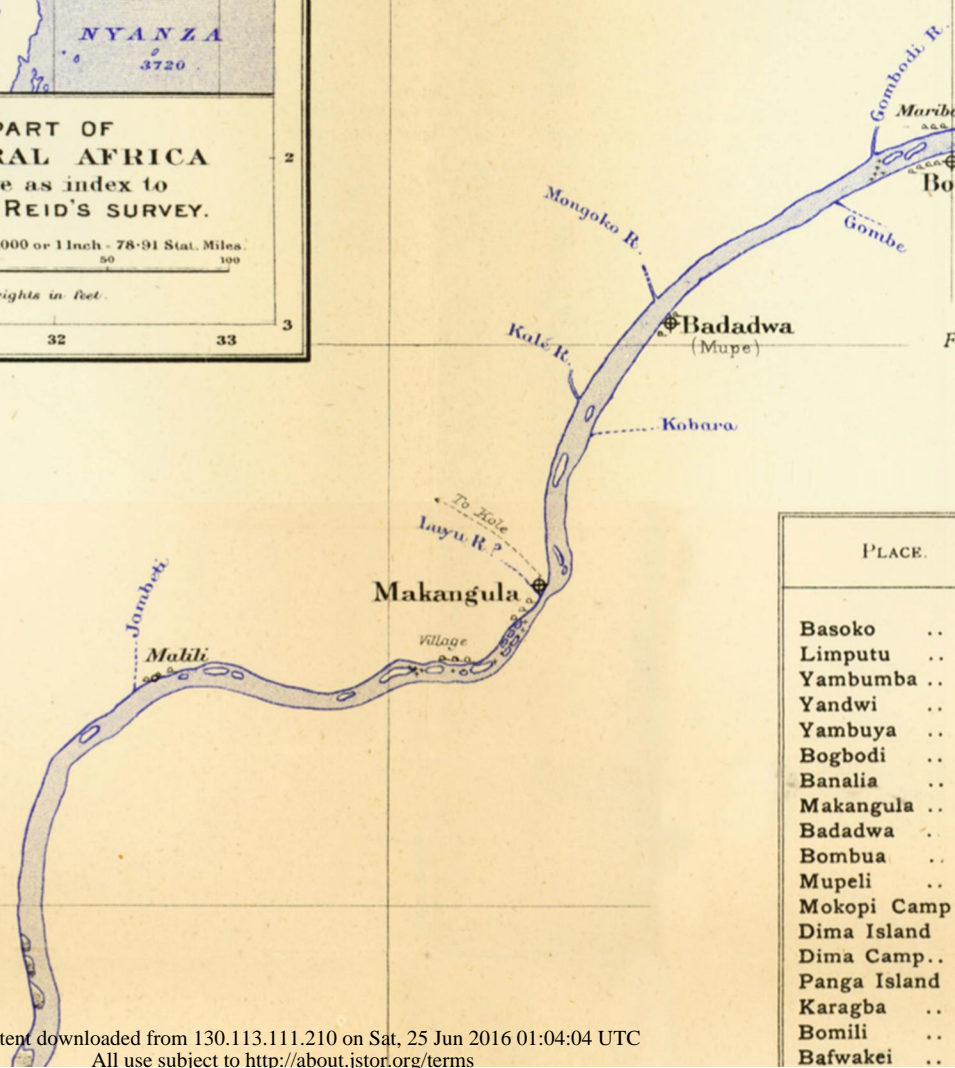 NYANZA
3720
PART OF
RAL AFRICA
e as index to
REID'S SURVEY.
000 or 1 Inch - 78·91 Stat. Miles.
50 100
ights in feet.
2
3
32 33
Gombodi R.
Marib
Bo
Gombe
Mongoko R.
Badadwa
(Mupe)
F
Kalé R.
Kobara
To Kole
Luyu R?
Makangula
Village
Jambeti
Malili
PLACE.
Basoko ..
Limputu ..
Yambumba ..
Yandwi ..
Yambuya ..
Bogbodi ..
Banalia ..
Makangula ..
Badadwa .
Bombua ..
Mupeli ..
Mokopi Camp
Dima Island
Dima Camp..
Panga Island
Karagba ..
Bomili ..
Bafwakei ..
tent downloaded from 130.113.111.210 on Sat, 25 Jun 2016 01:04:04 UTC
All use subject to http://about.jstor.org/terms